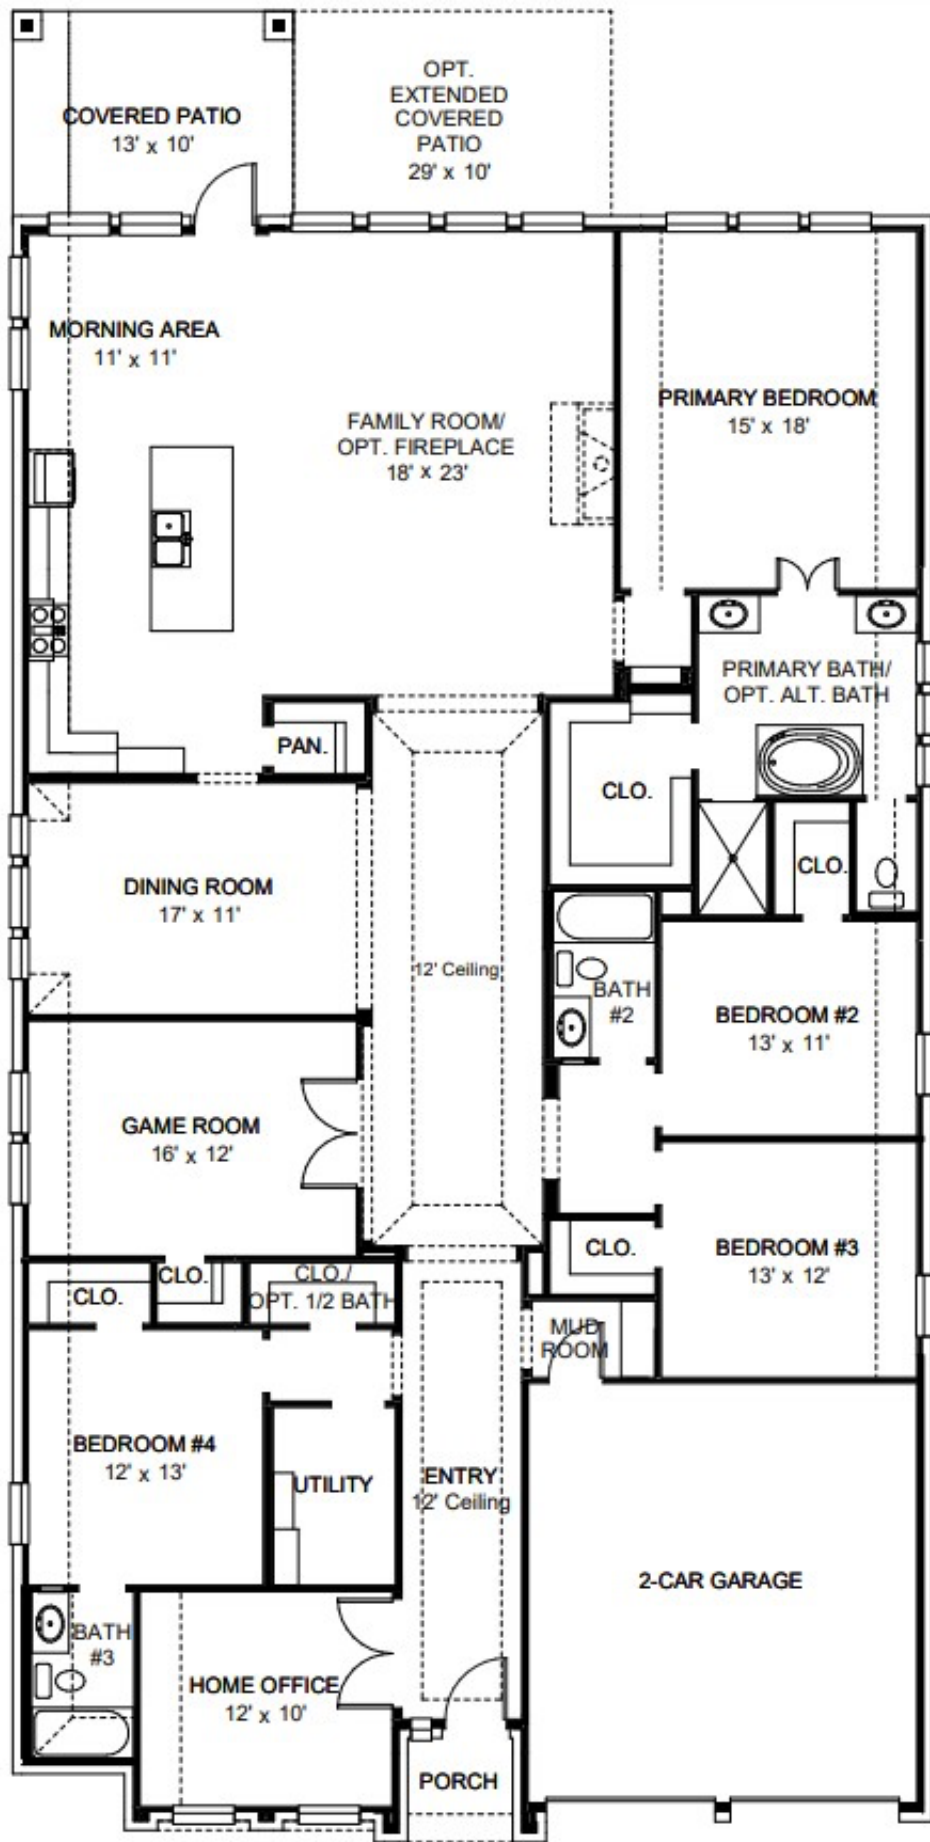 OPT.
EXTENDED
COVERED
PATIO
29' x 10'
COVERED PATIO
13' x 10'
MORNING AREA
11' x 11'
FAMILY ROOM/
OPT. FIREPLACE
18' x 23'
PRIMARY BEDROOM
15' x 18'
PRIMARY BATH/
OPT. ALT. BATH
PAN.
CLO.
CLO.
DINING ROOM
17' x 11'
12' Ceiling
BATH
#2
BEDROOM #2
13' x 11'
GAME ROOM
16' x 12'
CLO.
BEDROOM #3
13' x 12'
CLO.
CLO.
CLO./
OPT. 1/2 BATH
MUD
ROOM
BEDROOM #4
12' x 13'
UTILITY
ENTRY
12' Ceiling
2-CAR GARAGE
BATH
#3
HOME OFFICE
12' x 10'
PORCH